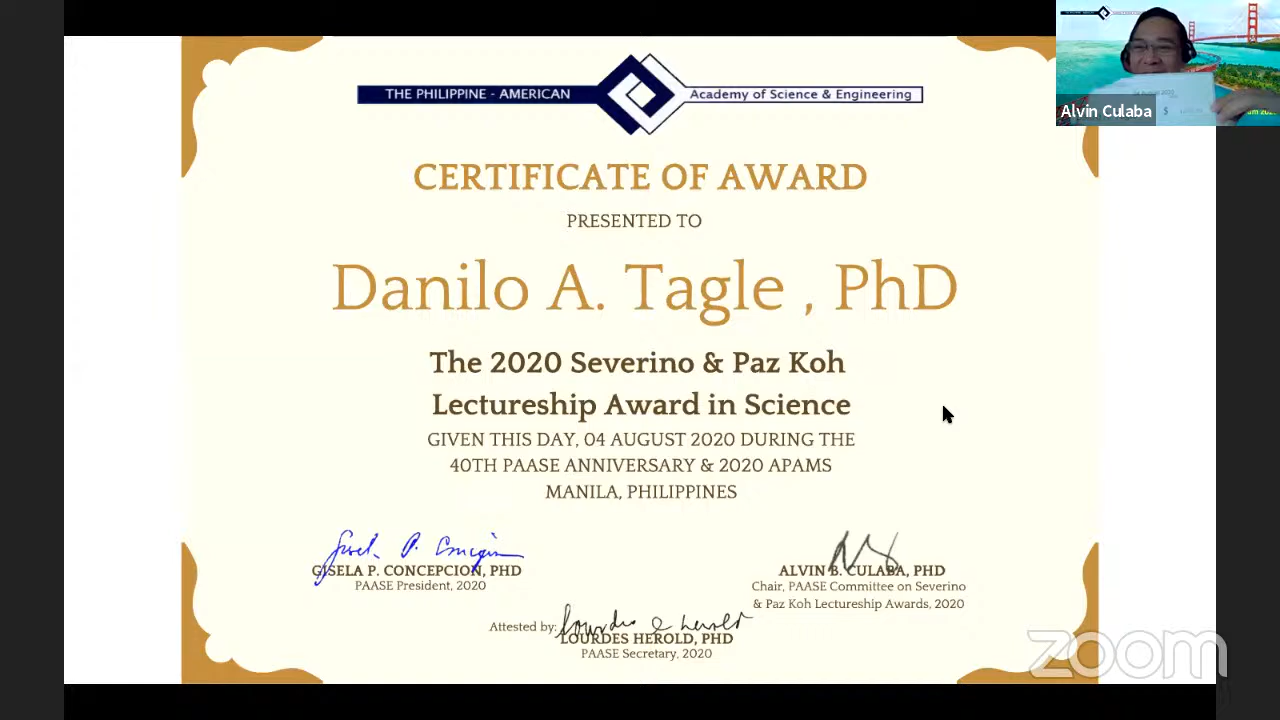 THE PHILIPPINE - AMERICAN Academy of Science & Engineering
CERTIFICATE OF AWARD
PRESENTED TO
Danilo A. Tagle , PhD
The 2020 Severino & Paz Koh
Lectureship Award in Science
GIVEN THIS DAY, 04 AUGUST 2020 DURING THE
40TH PAASE ANNIVERSARY & 2020 APAMS
MANILA, PHILIPPINES
GISELA P. CONCEPCION, PHD
PAASE President, 2020
ALVIN B. CULABA, PHD
Chair, PAASE Committee on Severino
& Paz Koh Lectureship Awards, 2020
Attested by:
LOURDES HEROLD, PHD
PAASE Secretary, 2020
Alvin Culaba
zoom